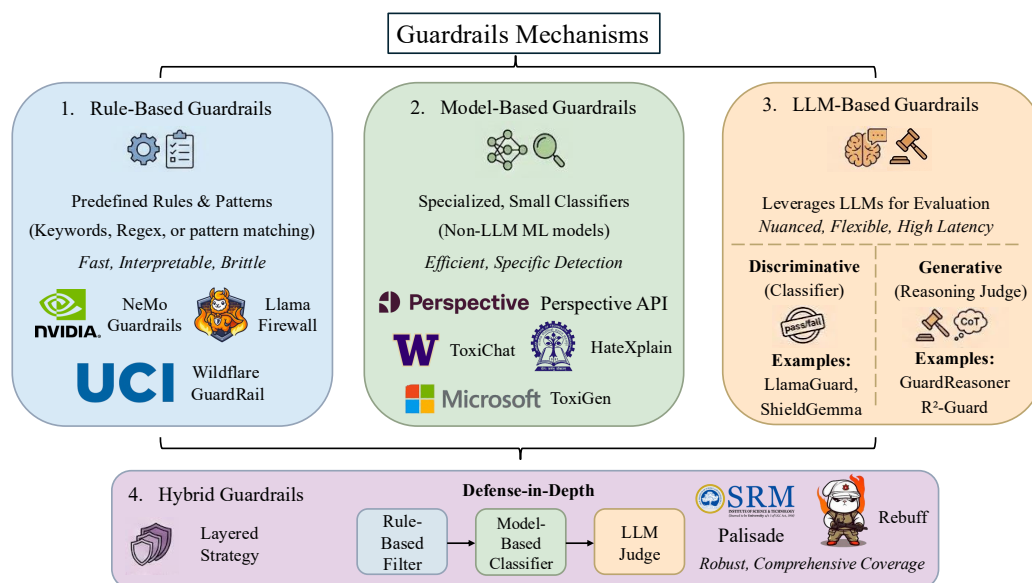 Guardrails Mechanisms
1. Rule-Based Guardrails
Predefined Rules & Patterns
(Keywords, Regex, or pattern matching)
Fast, Interpretable, Brittle
NVIDIA.
NeMo
Guardrails
Llama
Firewall
UCI
Wildflare
GuardRail
2. Model-Based Guardrails
Specialized, Small Classifiers
(Non-LLM ML models)
Efficient, Specific Detection
Perspective
Perspective API
W
ToxiChat
HateXplain
Microsoft
ToxiGen
3. LLM-Based Guardrails
Leverages LLMs for Evaluation
Nuanced, Flexible, High Latency
Discriminative
(Classifier)
pass/fail
Examples:
LlamaGuard,
ShieldGemma
Generative
(Reasoning Judge)
CoT
Examples:
GuardReasoner
R²-Guard
4. Hybrid Guardrails
Layered
Strategy
Defense-in-Depth
Rule-
Based
Filter
Model-
Based
Classifier
LLM
Judge
SRM
INSTITUTE OF SCIENCE & TECHNOLOGY
Palisade
Rebuff
Robust, Comprehensive Coverage